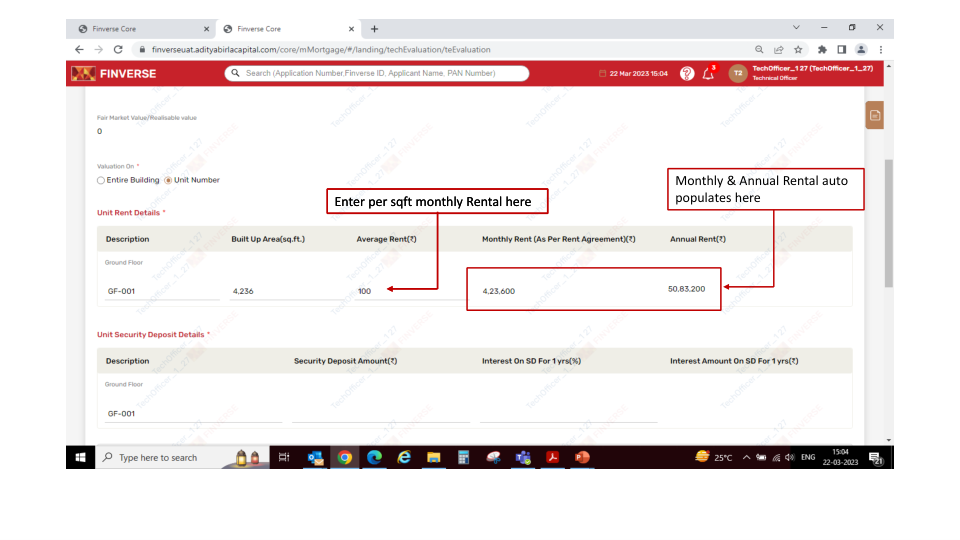 Finverse Core
Finverse Core
finverseuat.adityabirlacapital.com/core/mMortgage/#/landing/techEvaluation/teEvaluation
FINVERSE
Search (Application Number,Finverse ID, Applicant Name, PAN Number)
22 Mar 2023 15:04
3
T2
TechOfficer_1 27 (TechOfficer_1_27)
Technical Officer
Fair Market Value/Realisable value
0
Valuation On *
Entire Building Unit Number
Monthly & Annual Rental auto
populates here
Enter per sqft monthly Rental here
Unit Rent Details *
Description Built Up Area(sq.ft.) Average Rent(₹) Monthly Rent (As Per Rent Agreement)(₹) Annual Rent(₹)
Ground Floor
GF-001 4,236 100 4,23,600 50,83,200
Unit Security Deposit Details *
Description Security Deposit Amount(₹) Interest On SD For 1 yrs(%) Interest Amount On SD For 1 yrs(₹)
Ground Floor
GF-001
Type here to search
25°C
ENG
15:04
22-03-2023
21